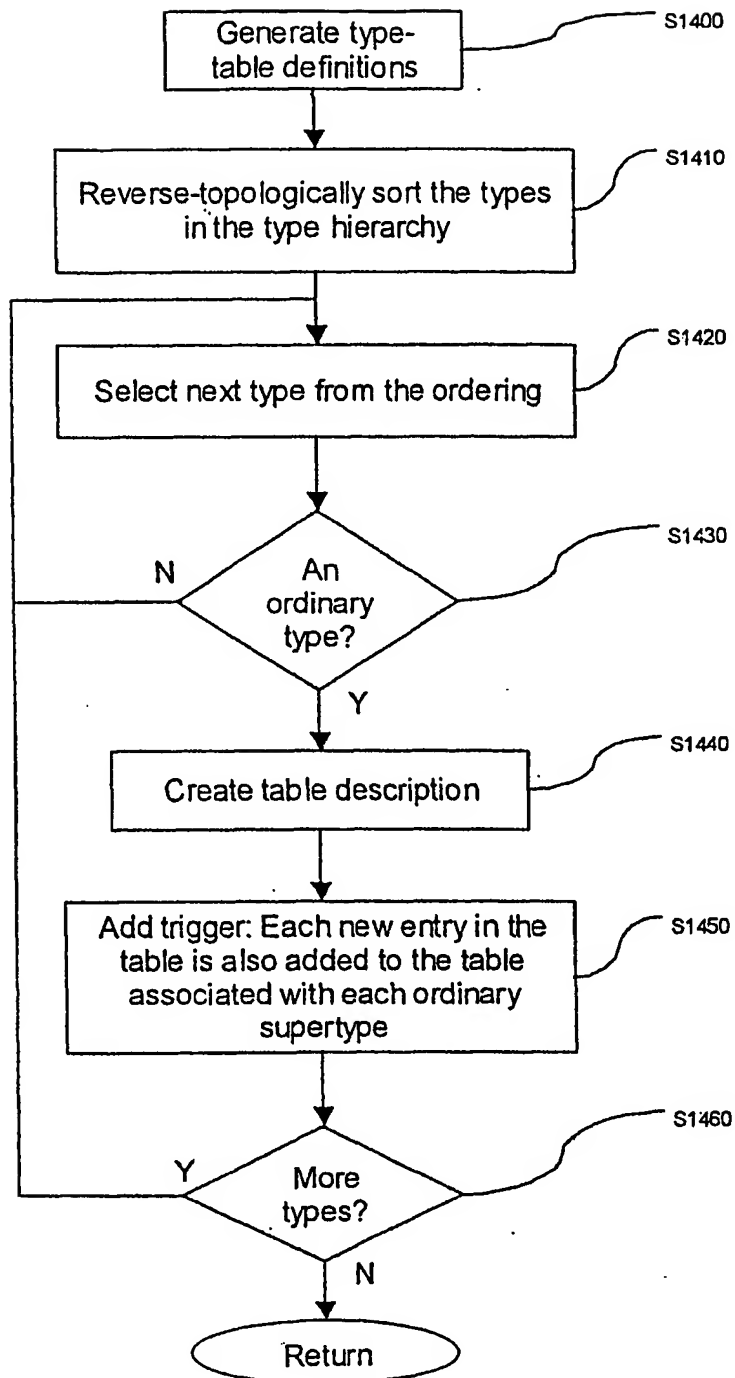 Generate type-
table definitions
S1400
S1410
Reverse-topologically sort the types
in the type hierarchy
S1420
Select next type from the ordering
S1430
N
An
ordinary
type?
Y
S1440
Create table description
S1450
Add trigger: Each new entry in the
table is also added to the table
associated with each ordinary
supertype
S1460
Y
More
types?
N
Return